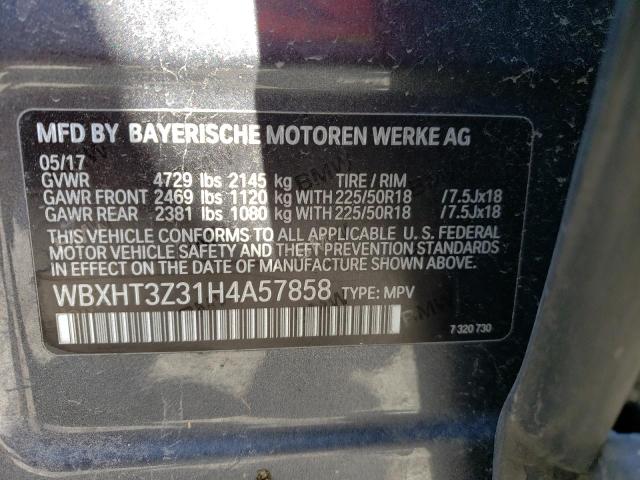 MFD BY BAYERISCHE MOTOREN WERKE AG
05/17
GVWR 4729 lbs 2145 kg TIRE / RIM
GAWR FRONT 2469 lbs 1120 kg WITH 225/50R18 /7.5Jx18
GAWR REAR 2381 lbs 1080 kg WITH 225/50R18 /7.5Jx18
THIS VEHICLE CONFORMS TO ALL APPLICABLE U. S. FEDERAL
MOTOR VEHICLE SAFETY AND THEFT PREVENTION STANDARDS
IN EFFECT ON THE DATE OF MANUFACTURE SHOWN ABOVE.
WBXHT3Z31H4A57858 TYPE: MPV
7 320 730